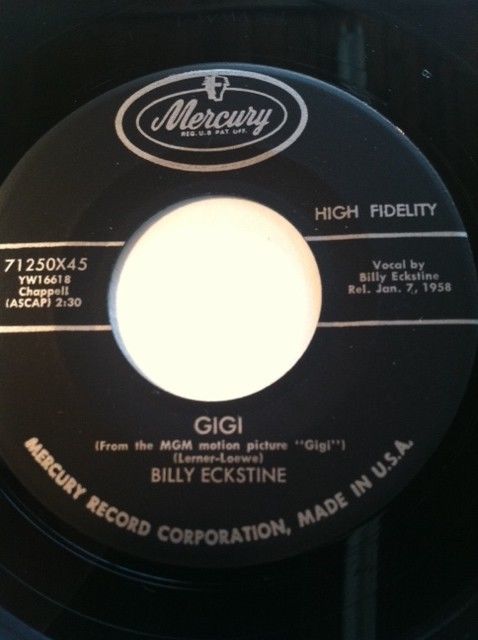 Mercury
REG. U.S. PAT. OFF.
HIGH FIDELITY
71250X45
YW16618
Chappell
(ASCAP) 2:30
Vocal by
Billy Eckstine
Rel. Jan. 7, 1958
GIGI
(From the MGM motion picture "Gigi")
(Lerner-Loewe)
BILLY ECKSTINE
MERCURY RECORD CORPORATION, MADE IN U.S.A.